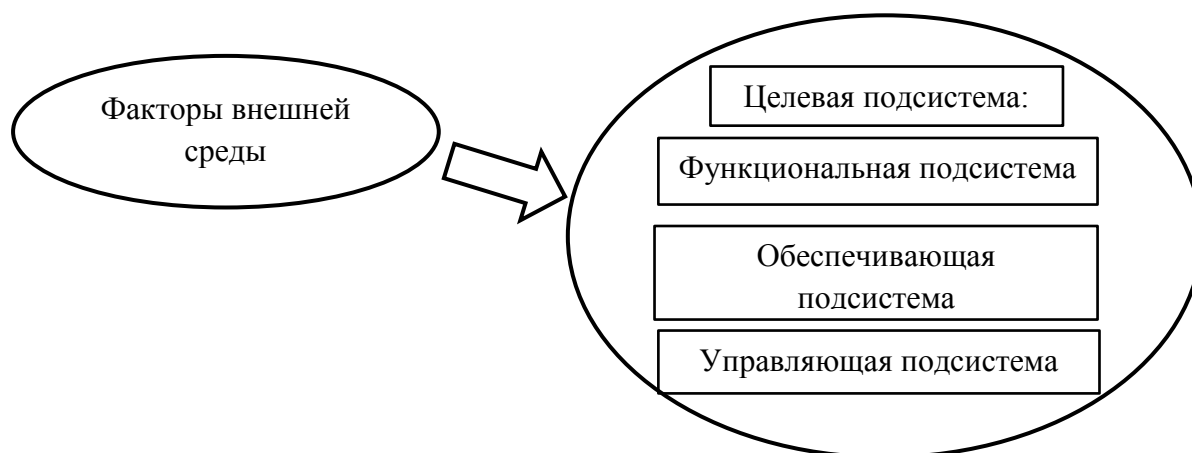 Факторы внешней
среды
Целевая подсистема:
Функциональная подсистема
Обеспечивающая
подсистема
Управляющая подсистема